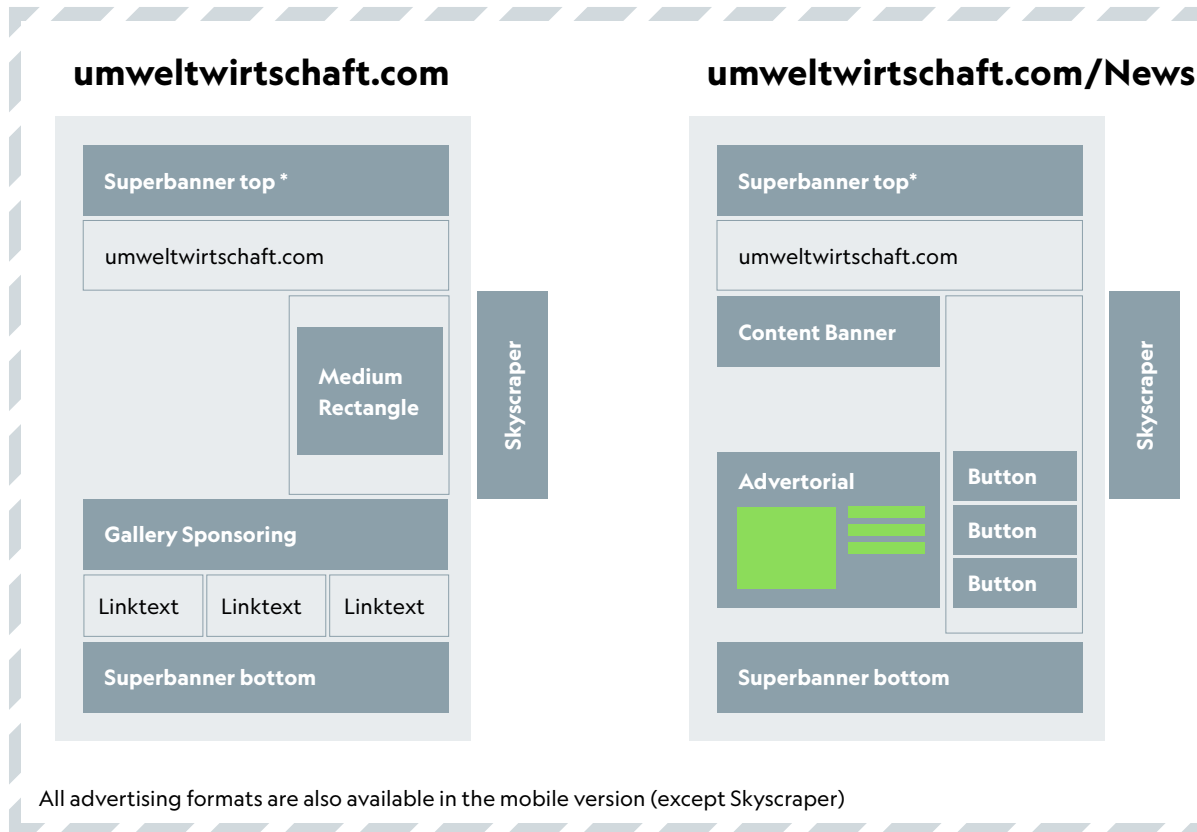 umweltwirtschaft.com
Superbanner top *
umweltwirtschaft.com
Medium
Rectangle
Skyscraper
Gallery Sponsoring
Linktext Linktext Linktext
Superbanner bottom
umweltwirtschaft.com/News
Superbanner top*
umweltwirtschaft.com
Content Banner
Skyscraper
Advertorial
Button
Button
Button
Superbanner bottom
All advertising formats are also available in the mobile version (except Skyscraper)